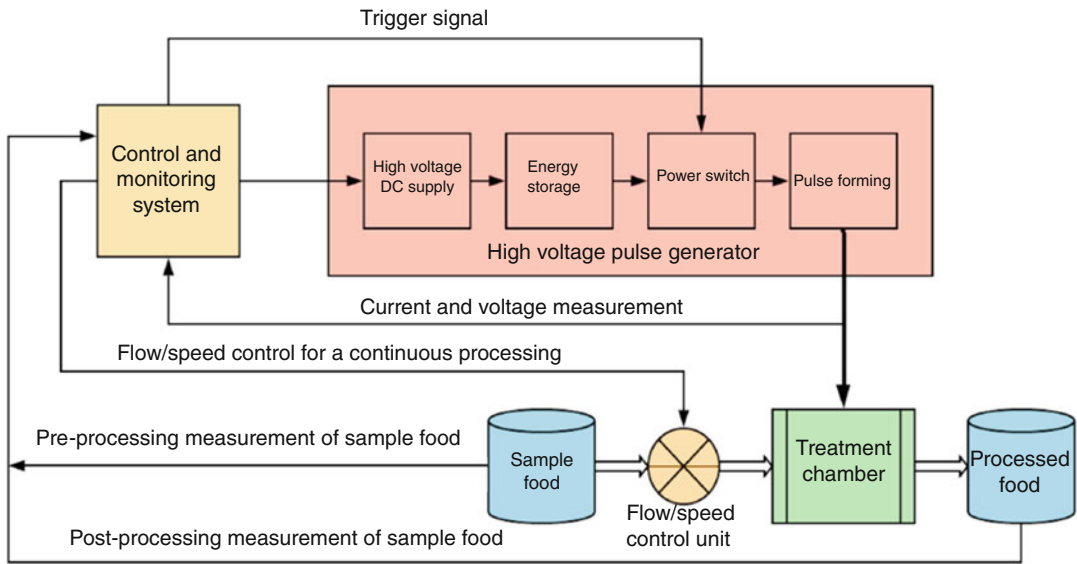 Trigger signal
Control and
monitoring
system
High voltage
DC supply
Energy
storage
Power switch
Pulse forming
High voltage pulse generator
Current and voltage measurement
Flow/speed control for a continuous processing
Pre-processing measurement of sample food
Sample
food
Flow/speed
control unit
Treatment
chamber
Processed
food
Post-processing measurement of sample food